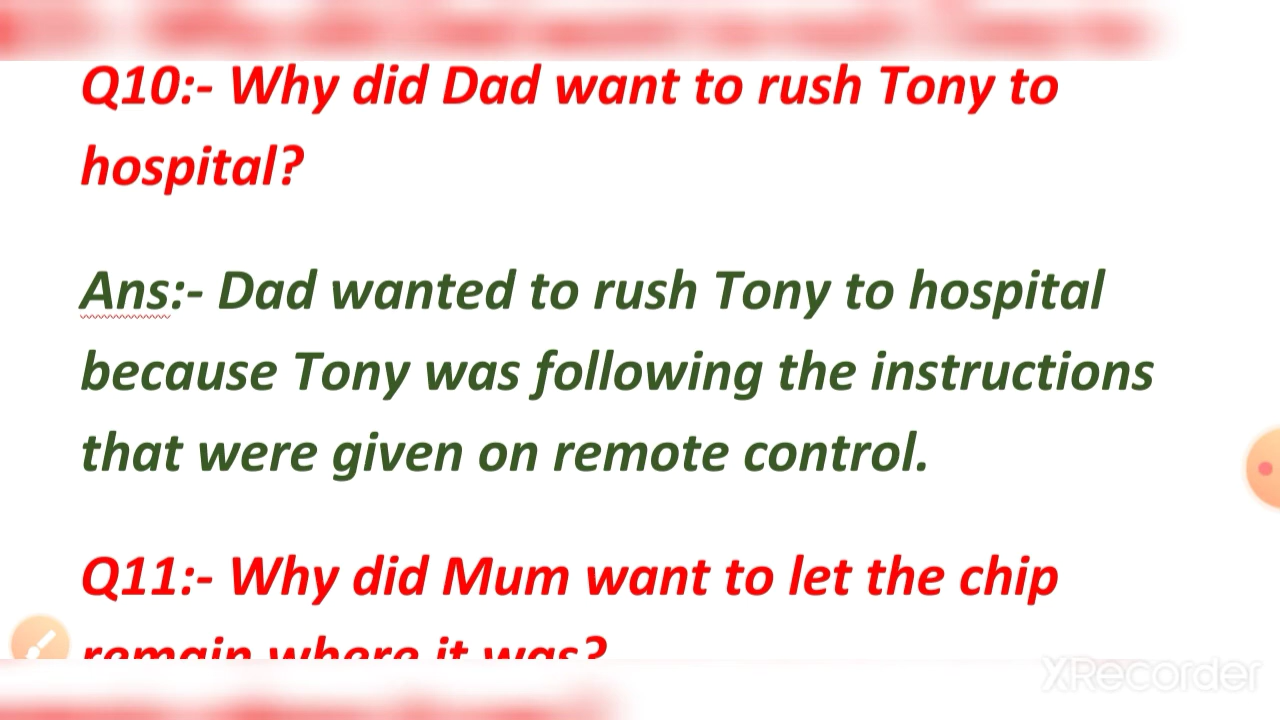 Q10:- Why did Dad want to rush Tony to
hospital?
Ans:- Dad wanted to rush Tony to hospital
because Tony was following the instructions
that were given on remote control.
Q11:- Why did Mum want to let the chip
remain where it was?
XRecorder